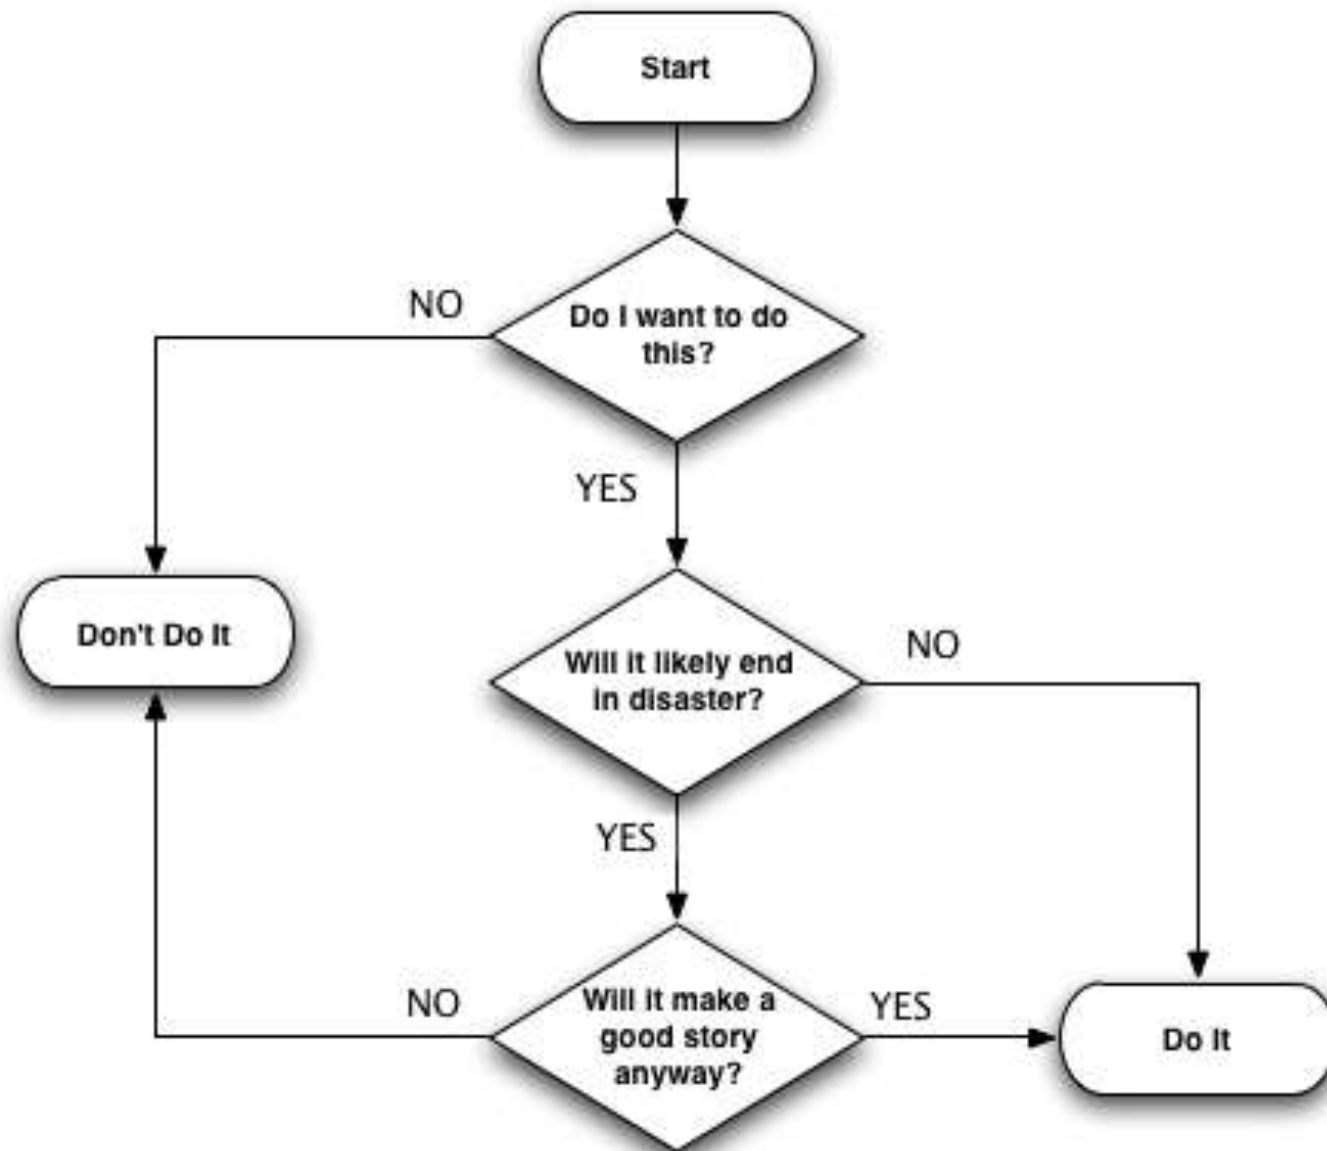 Start
NO
Do I want to do
this?
YES
Don't Do It
Will it likely end
in disaster?
NO
YES
NO
Will it make a
good story
anyway?
YES
Do It